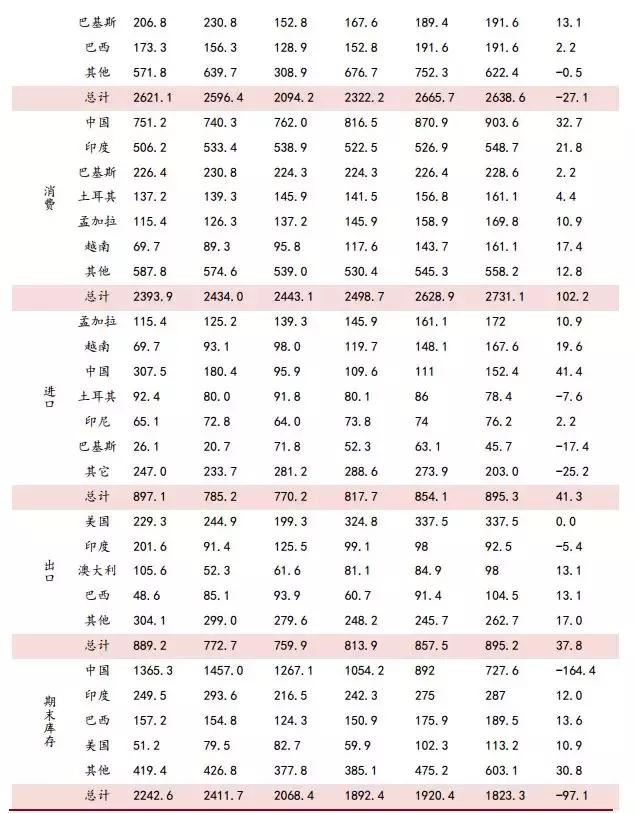 巴基斯 206.8 230.8 152.8 167.6 189.4 191.6 13.1
巴西 173.3 156.3 128.9 152.8 191.6 191.6 2.2
其他 571.8 639.7 308.9 676.7 752.3 622.4 -0.5
总计 2621.1 2596.4 2094.2 2322.2 2665.7 2638.6 -27.1
中国 751.2 740.3 762.0 816.5 870.9 903.6 32.7
印度 506.2 533.4 538.9 522.5 526.9 548.7 21.8
巴基斯 226.4 230.8 224.3 224.3 226.4 228.6 2.2
消费 土耳其 137.2 139.3 145.9 141.5 156.8 161.1 4.4
孟加拉 115.4 126.3 137.2 145.9 158.9 169.8 10.9
越南 69.7 89.3 95.8 117.6 143.7 161.1 17.4
其他 587.8 574.6 539.0 530.4 545.3 558.2 12.8
总计 2393.9 2434.0 2443.1 2498.7 2628.9 2731.1 102.2
孟加拉 115.4 125.2 139.3 145.9 161.1 172 10.9
越南 69.7 93.1 98.0 119.7 148.1 167.6 19.6
中国 307.5 180.4 95.9 109.6 111 152.4 41.4
进口 土耳其 92.4 80.0 91.8 80.1 86 78.4 -7.6
印尼 65.1 72.8 64.0 73.8 74 76.2 2.2
巴基斯 26.1 20.7 71.8 52.3 63.1 45.7 -17.4
其它 247.0 233.7 281.2 288.6 273.9 203.0 -25.2
总计 897.1 785.2 770.2 817.7 854.1 895.3 41.3
美国 229.3 244.9 199.3 324.8 337.5 337.5 0.0
印度 201.6 91.4 125.5 99.1 98 92.5 -5.4
出口 澳大利 105.6 52.3 61.6 81.1 84.9 98 13.1
巴西 48.6 85.1 93.9 60.7 91.4 104.5 13.1
其他 304.1 299.0 279.6 248.2 245.7 262.7 17.0
总计 889.2 772.7 759.9 813.9 857.5 895.2 37.8
中国 1365.3 1457.0 1267.1 1054.2 892 727.6 -164.4
印度 249.5 293.6 216.5 242.3 275 287 12.0
期末库存 巴西 157.2 154.8 124.3 150.9 175.9 189.5 13.6
美国 51.2 79.5 82.7 59.9 102.3 113.2 10.9
其他 419.4 426.8 377.8 385.1 475.2 603.1 30.8
总计 2242.6 2411.7 2068.4 1892.4 1920.4 1823.3 -97.1